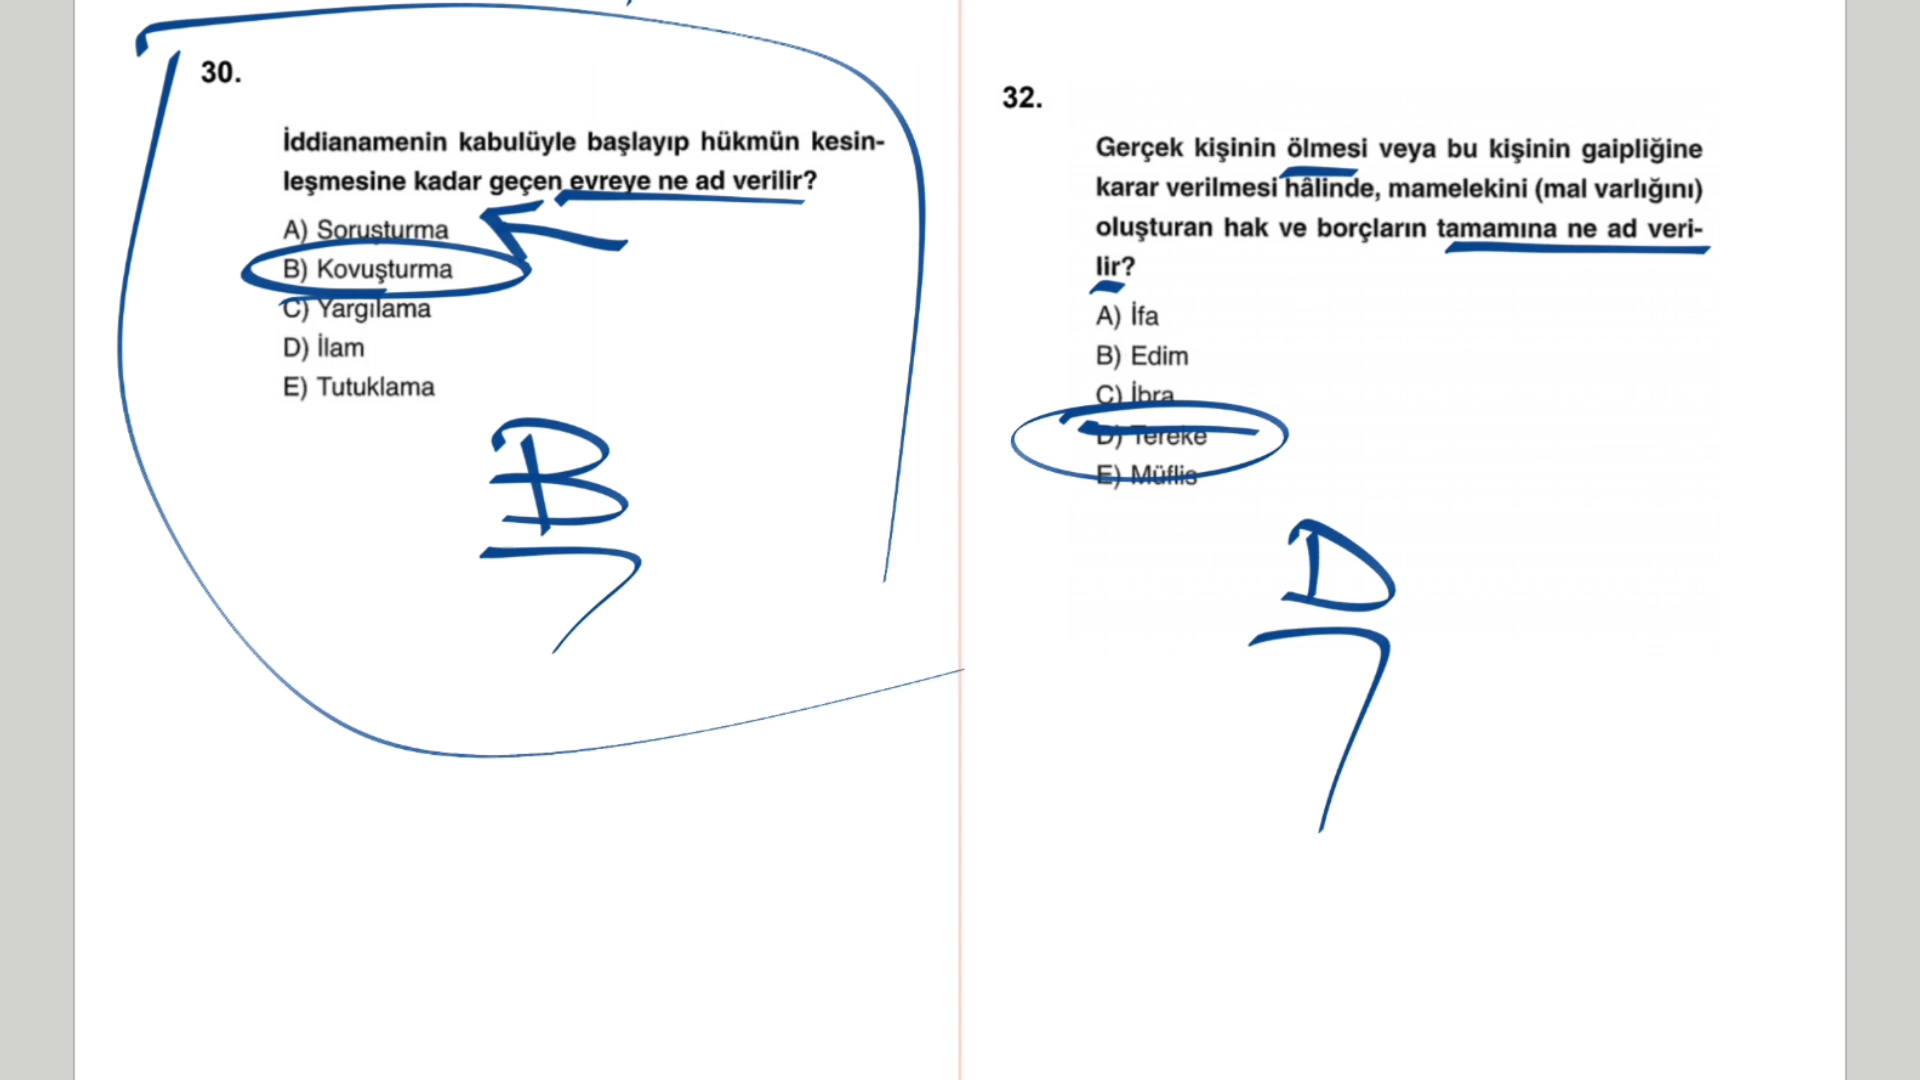 30.
İddianamenin kabulüyle başlayıp hükmün kesin-
leşmesine kadar geçen evreye ne ad verilir?
A) Soruşturma
B) Kovuşturma
C) Yargılama
D) İlam
E) Tutuklama
B
32.
Gerçek kişinin ölmesi veya bu kişinin gaipliğine
karar verilmesi hâlinde, mamelekini (mal varlığını)
oluşturan hak ve borçların tamamına ne ad veri-
lir?
A) İfa
B) Edim
C) İbra
D) Tereke
E) Müflis
D